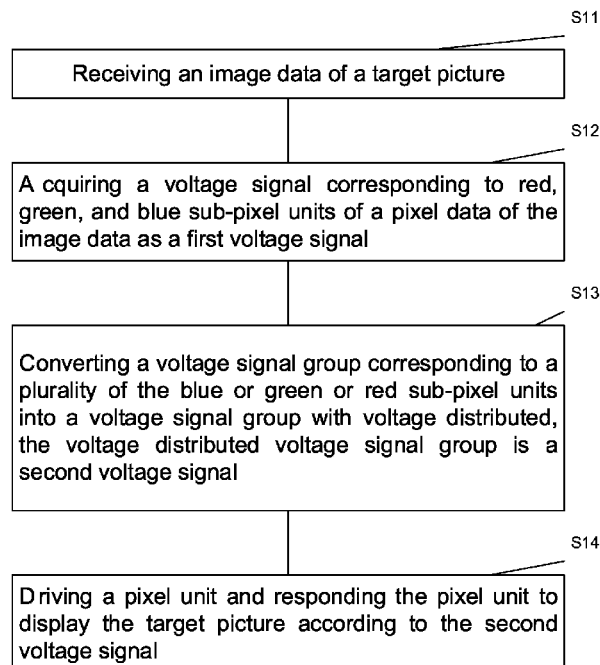 S11
Receiving an image data of a target picture
S12
A cquiring a voltage signal corresponding to red,
green, and blue sub-pixel units of a pixel data of the
image data as a first voltage signal
S13
Converting a voltage signal group corresponding to a
plurality of the blue or green or red sub-pixel units
into a voltage signal group with voltage distributed,
the voltage distributed voltage signal group is a
second voltage signal
S14
Driving a pixel unit and responding the pixel unit to
display the target picture according to the second
voltage signal